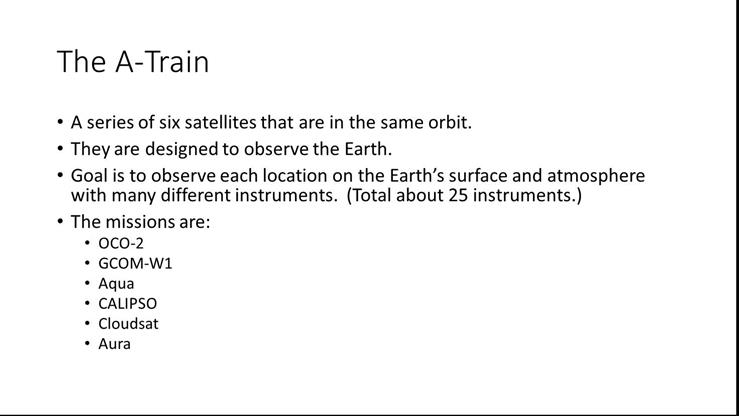 The A-Train
• A series of six satellites that are in the same orbit.
• They are designed to observe the Earth.
• Goal is to observe each location on the Earth’s surface and atmosphere
with many different instruments.  (Total about 25 instruments.)
• The missions are:
• OCO-2
• GCOM-W1
• Aqua
• CALIPSO
• Cloudsat
• Aura